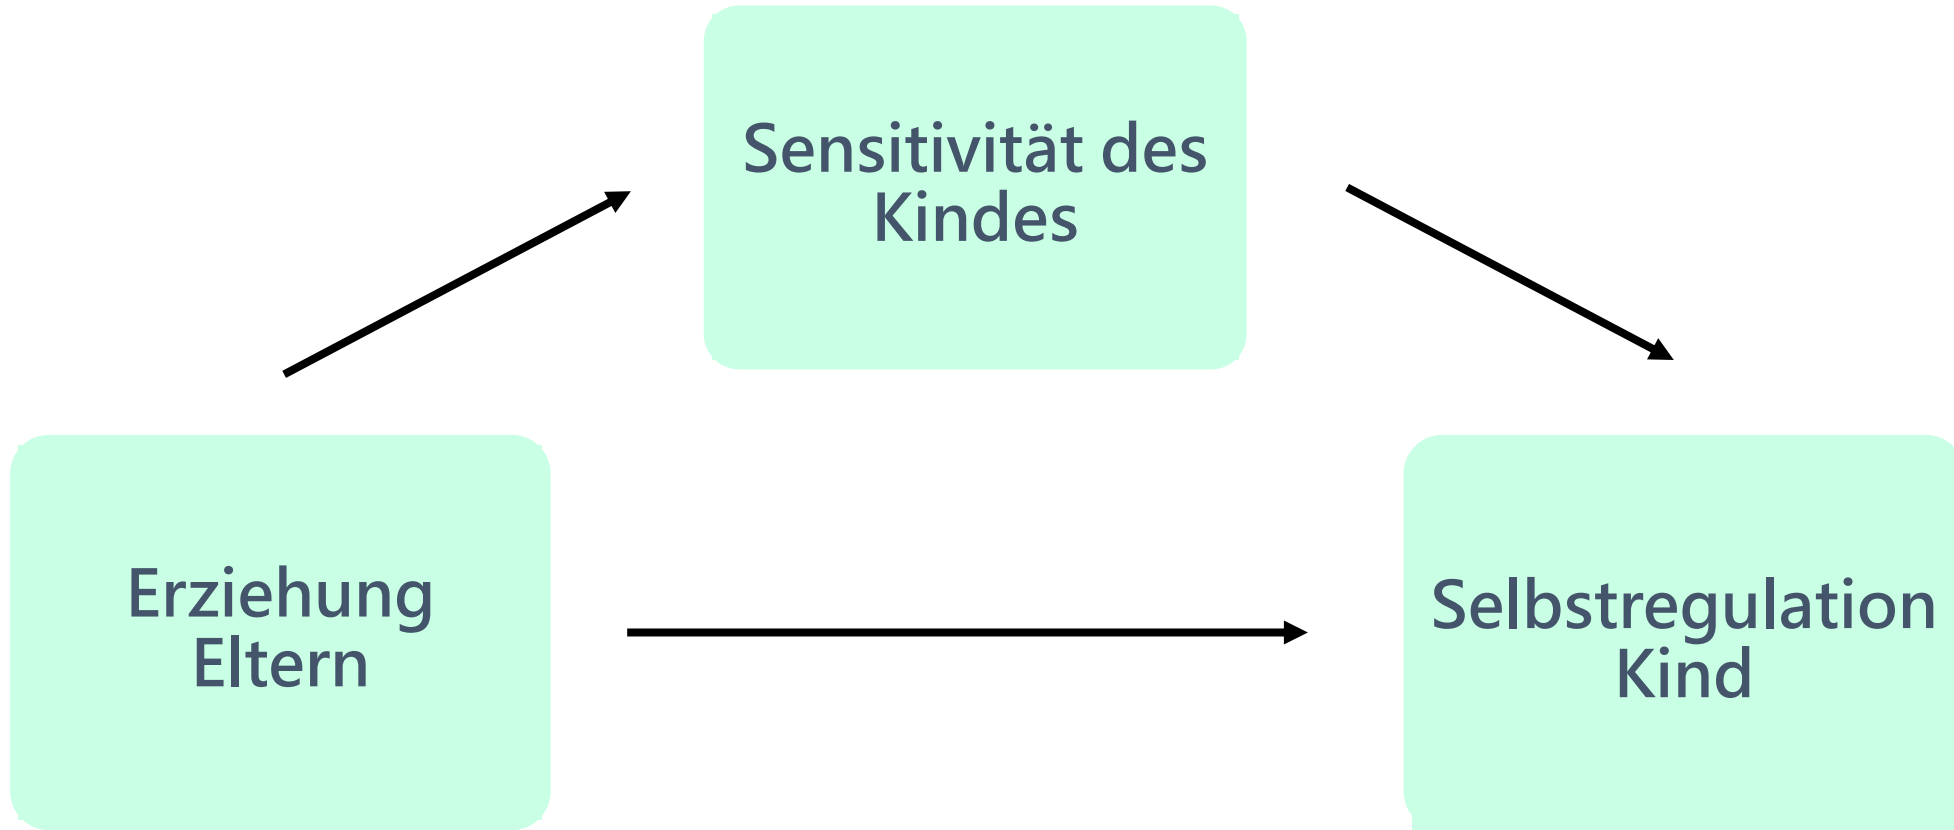 Sensitivität des
Kindes
Erziehung
Eltern
Selbstregulation
Kind